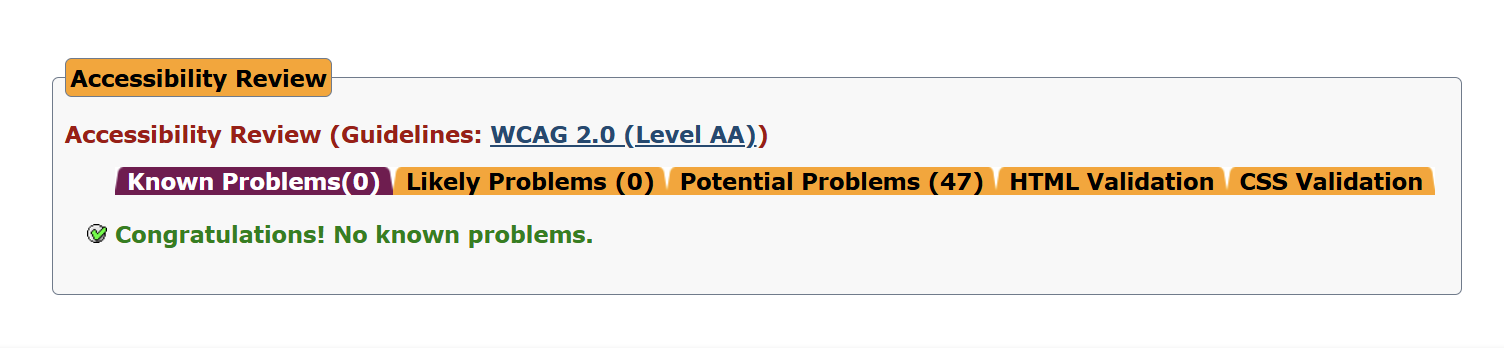 Accessibility Review
Accessibility Review (Guidelines: WCAG 2.0 (Level AA))
Known Problems(0) Likely Problems (0) Potential Problems (47) HTML Validation CSS Validation
Congratulations! No known problems.